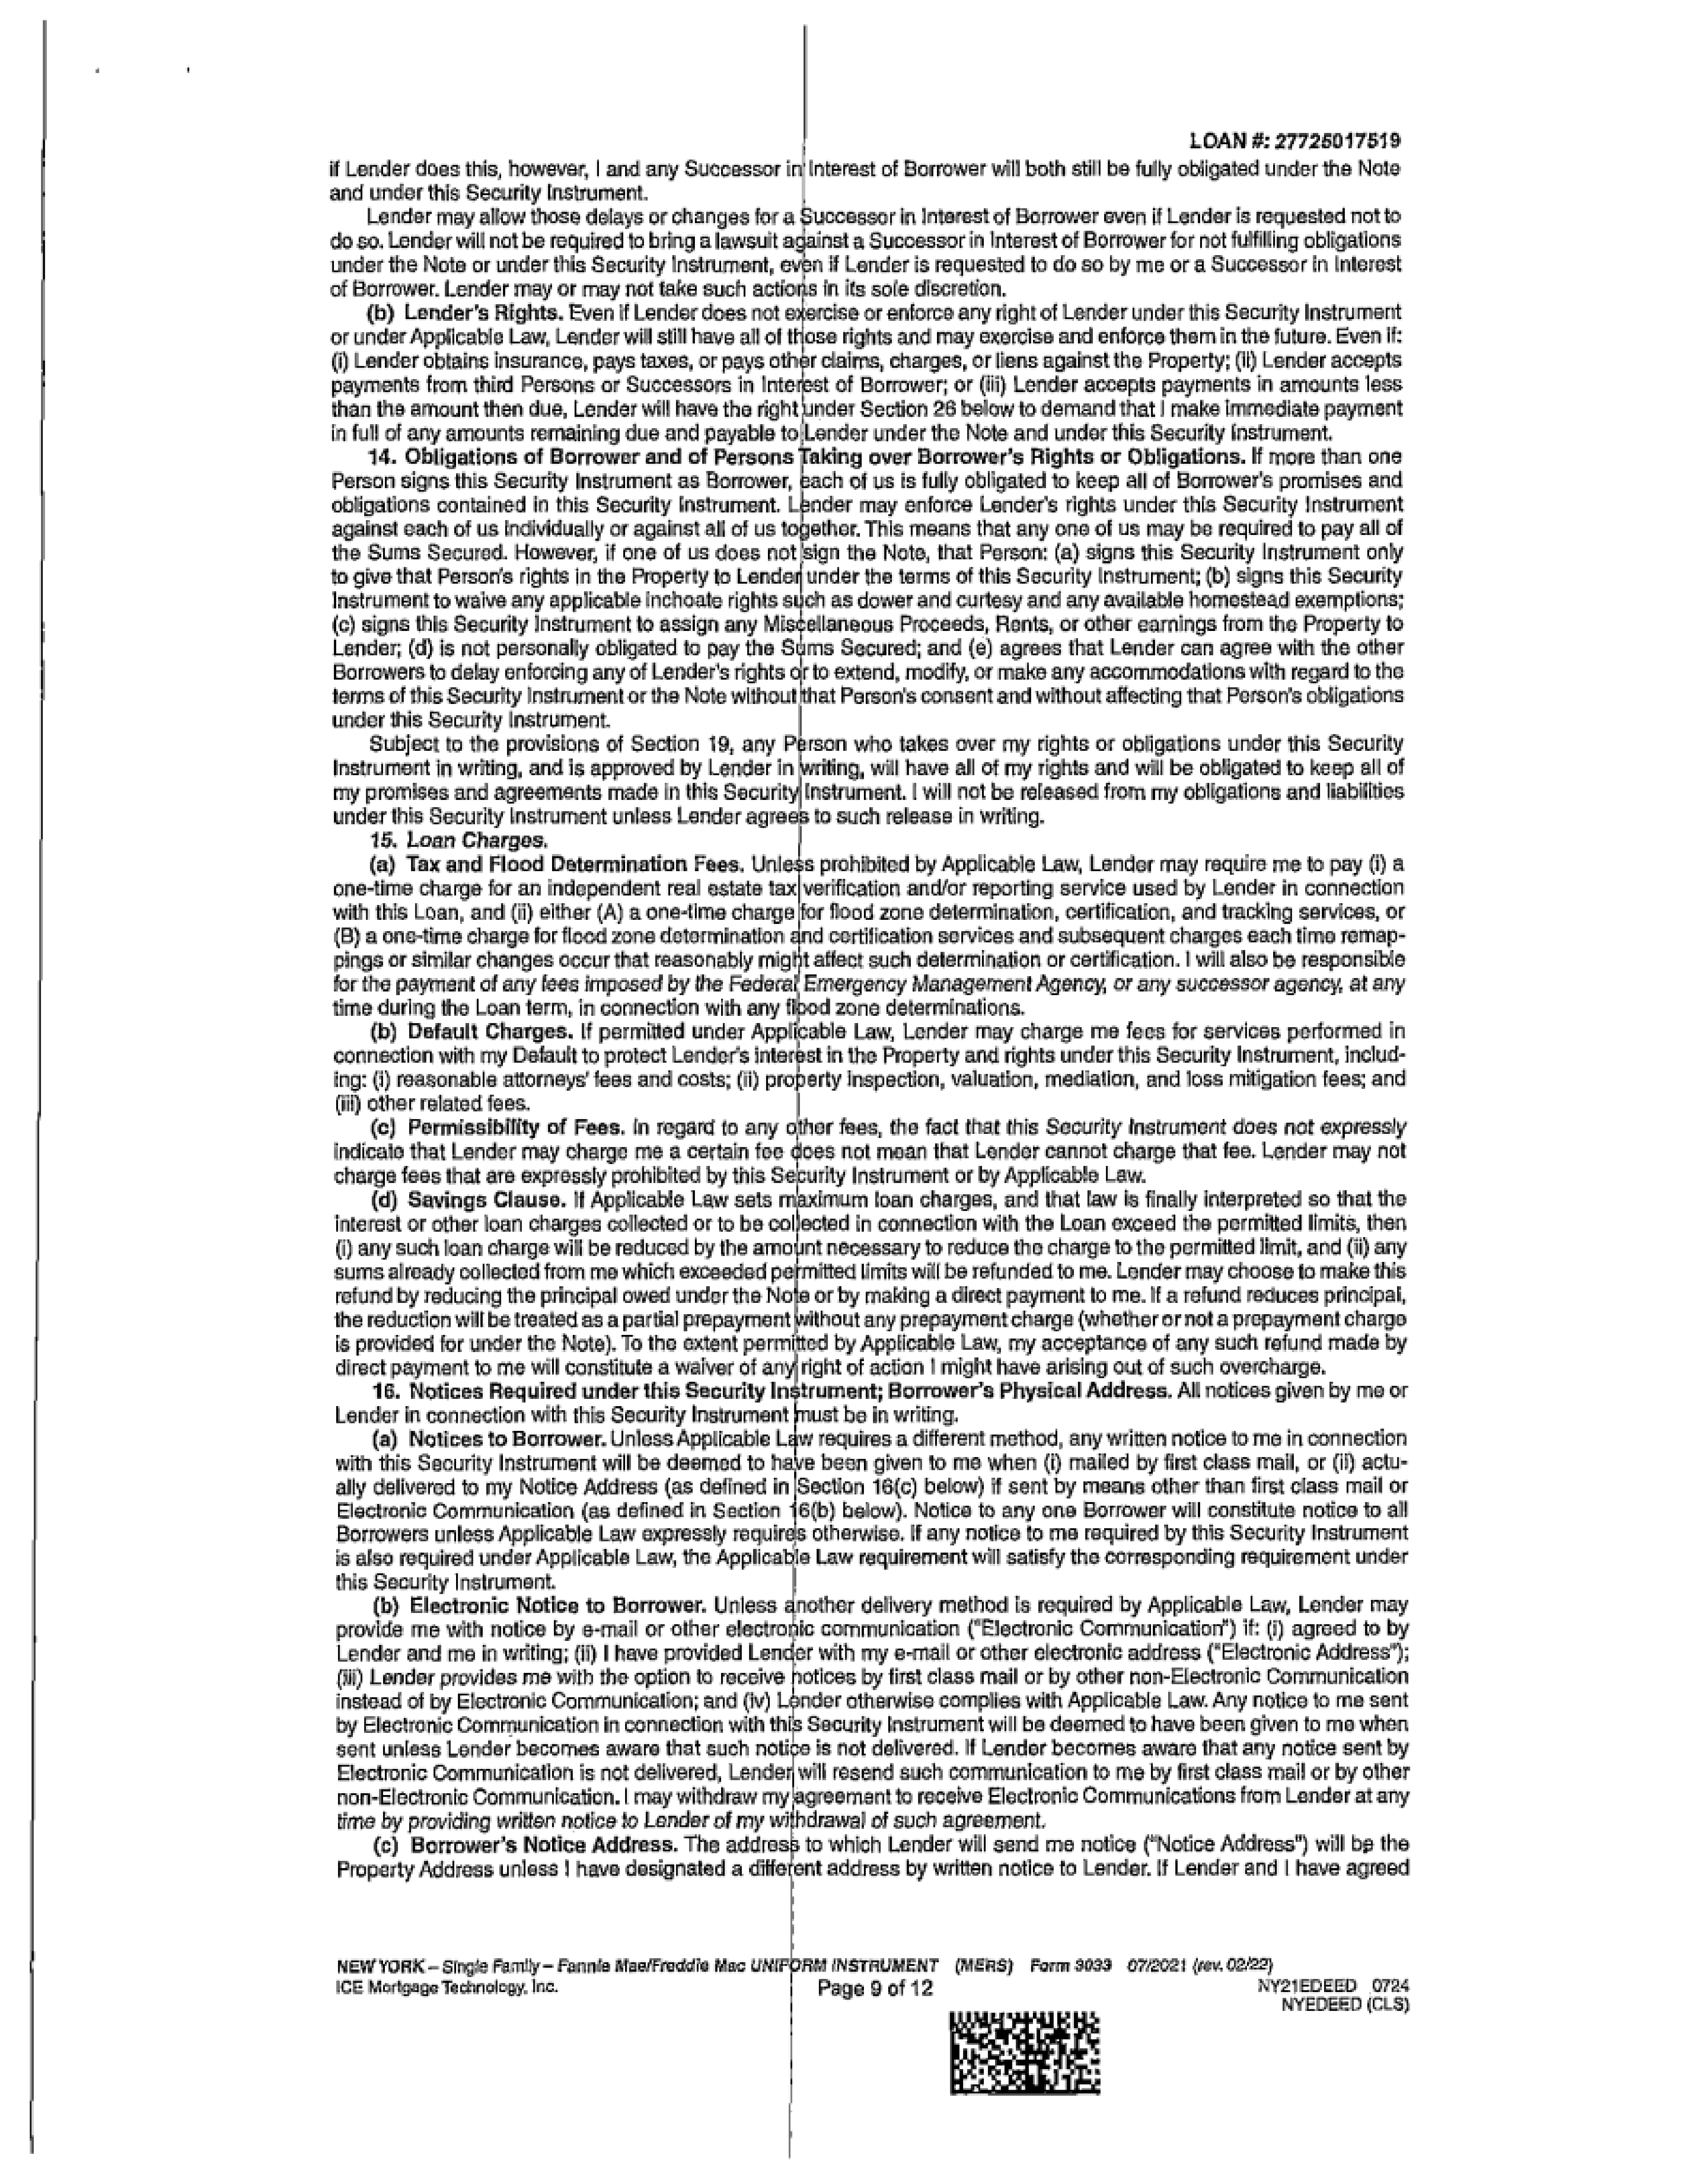 LOAN #: 27725017519
if Lender does this, however, I and any Successor in Interest of Borrower will both still be fully obligated under the Note
and under this Security Instrument.
Lender may allow those delays or changes for a Successor in Interest of Borrower even if Lender is requested not to
do so. Lender will not be required to bring a lawsuit against a Successor in Interest of Borrower for not fulfilling obligations
under the Note or under this Security Instrument, even if Lender is requested to do so by me or a Successor in Interest
of Borrower. Lender may or may not take such actions in its sole discretion.
(b) Lender's Rights. Even if Lender does not exercise or enforce any right of Lender under this Security Instrument
or under Applicable Law, Lender will still have all of those rights and may exercise and enforce them in the future. Even if:
(i) Lender obtains insurance, pays taxes, or pays other claims, charges, or liens against the Property; (ii) Lender accepts
payments from third Persons or Successors in Interest of Borrower; or (iii) Lender accepts payments in amounts less
than the amount then due, Lender will have the right under Section 26 below to demand that I make immediate payment
in full of any amounts remaining due and payable to Lender under the Note and under this Security Instrument.
14. Obligations of Borrower and of Persons Taking over Borrower's Rights or Obligations. If more than one
Person signs this Security Instrument as Borrower, each of us is fully obligated to keep all of Borrower's promises and
obligations contained in this Security Instrument. Lender may enforce Lender's rights under this Security Instrument
against each of us individually or against all of us together. This means that any one of us may be required to pay all of
the Sums Secured. However, if one of us does not sign the Note, that Person: (a) signs this Security Instrument only
to give that Person's rights in the Property to Lender under the terms of this Security Instrument; (b) signs this Security
Instrument to waive any applicable inchoate rights such as dower and curtesy and any available homestead exemptions;
(c) signs this Security Instrument to assign any Miscellaneous Proceeds, Rents, or other earnings from the Property to
Lender; (d) is not personally obligated to pay the Sums Secured; and (e) agrees that Lender can agree with the other
Borrowers to delay enforcing any of Lender's rights or to extend, modify, or make any accommodations with regard to the
terms of this Security Instrument or the Note without that Person's consent and without affecting that Person's obligations
under this Security Instrument.
Subject to the provisions of Section 19, any Person who takes over my rights or obligations under this Security
Instrument in writing, and is approved by Lender in writing, will have all of my rights and will be obligated to keep all of
my promises and agreements made in this Security Instrument. I will not be released from my obligations and liabilities
under this Security Instrument unless Lender agrees to such release in writing.
15. Loan Charges.
(a) Tax and Flood Determination Fees. Unless prohibited by Applicable Law, Lender may require me to pay (i) a
one-time charge for an independent real estate tax verification and/or reporting service used by Lender in connection
with this Loan, and (ii) either (A) a one-time charge for flood zone determination, certification, and tracking services, or
(B) a one-time charge for flood zone determination and certification services and subsequent charges each time remap-
pings or similar changes occur that reasonably might affect such determination or certification. I will also be responsible
for the payment of any fees imposed by the Federal Emergency Management Agency, or any successor agency, at any
time during the Loan term, in connection with any flood zone determinations.
(b) Default Charges. If permitted under Applicable Law, Lender may charge me fees for services performed in
connection with my Default to protect Lender's interest in the Property and rights under this Security Instrument, includ-
ing: (i) reasonable attorneys' fees and costs; (ii) property inspection, valuation, mediation, and loss mitigation fees; and
(iii) other related fees.
(c) Permissibility of Fees. In regard to any other fees, the fact that this Security Instrument does not expressly
indicate that Lender may charge me a certain fee does not mean that Lender cannot charge that fee. Lender may not
charge fees that are expressly prohibited by this Security Instrument or by Applicable Law.
(d) Savings Clause. If Applicable Law sets maximum loan charges, and that law is finally interpreted so that the
interest or other loan charges collected or to be collected in connection with the Loan exceed the permitted limits, then
(i) any such loan charge will be reduced by the amount necessary to reduce the charge to the permitted limit, and (ii) any
sums already collected from me which exceeded permitted limits will be refunded to me. Lender may choose to make this
refund by reducing the principal owed under the Note or by making a direct payment to me. If a refund reduces principal,
the reduction will be treated as a partial prepayment without any prepayment charge (whether or not a prepayment charge
is provided for under the Note). To the extent permitted by Applicable Law, my acceptance of any such refund made by
direct payment to me will constitute a waiver of any right of action I might have arising out of such overcharge.
16. Notices Required under this Security Instrument; Borrower's Physical Address. All notices given by me or
Lender in connection with this Security Instrument must be in writing.
(a) Notices to Borrower. Unless Applicable Law requires a different method, any written notice to me in connection
with this Security Instrument will be deemed to have been given to me when (i) mailed by first class mail, or (ii) actu-
ally delivered to my Notice Address (as defined in Section 16(c) below) if sent by means other than first class mail or
Electronic Communication (as defined in Section 16(b) below). Notice to any one Borrower will constitute notice to all
Borrowers unless Applicable Law expressly requires otherwise. If any notice to me required by this Security Instrument
is also required under Applicable Law, the Applicable Law requirement will satisfy the corresponding requirement under
this Security Instrument.
(b) Electronic Notice to Borrower. Unless another delivery method is required by Applicable Law, Lender may
provide me with notice by e-mail or other electronic communication ("Electronic Communication") if: (i) agreed to by
Lender and me in writing; (ii) I have provided Lender with my e-mail or other electronic address ("Electronic Address");
(iii) Lender provides me with the option to receive notices by first class mail or by other non-Electronic Communication
instead of by Electronic Communication; and (iv) Lender otherwise complies with Applicable Law. Any notice to me sent
by Electronic Communication in connection with this Security Instrument will be deemed to have been given to me when
sent unless Lender becomes aware that such notice is not delivered. If Lender becomes aware that any notice sent by
Electronic Communication is not delivered, Lender will resend such communication to me by first class mail or by other
non-Electronic Communication. I may withdraw my agreement to receive Electronic Communications from Lender at any
time by providing written notice to Lender of my withdrawal of such agreement.
(c) Borrower's Notice Address. The address to which Lender will send me notice ("Notice Address") will be the
Property Address unless I have designated a different address by written notice to Lender. If Lender and I have agreed
NEW YORK – Single Family – Fannie Mae/Freddie Mac UNIFORM INSTRUMENT (MERS) Form 3033 07/2021 (rev. 02/22)
ICE Mortgage Technology, Inc. Page 9 of 12 NY21EDEED 0724
NYEDEED (CLS)